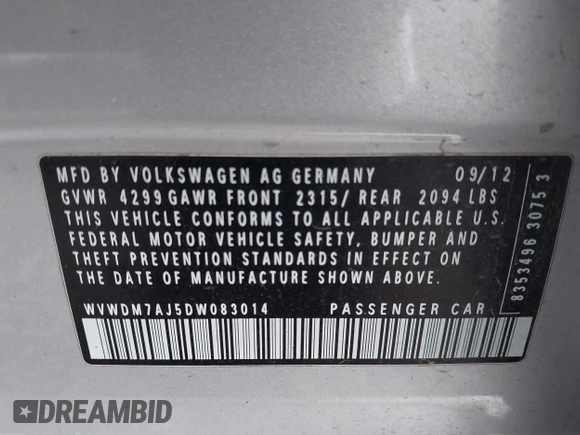 MFD BY VOLKSWAGEN AG GERMANY 09/12
GVWR 4299 GAWR FRONT 2315/ REAR 2094 LBS
THIS VEHICLE CONFORMS TO ALL APPLICABLE U.S.
FEDERAL MOTOR VEHICLE SAFETY, BUMPER AND
THEFT PREVENTION STANDARDS IN EFFECT ON
THE DATE OF MANUFACTURE SHOWN ABOVE.
WVWDM7AJ5DW083014 PASSENGER CAR
8353496 3075 3
DREAMBID